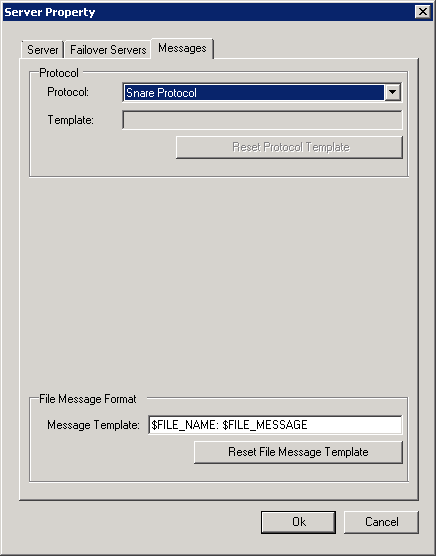 Server Property
Server
Failover Servers
Messages
Protocol
Protocol:
Snare Protocol
Template:
Reset Protocol Template
File Message Format
Message Template:
$FILE_NAME: $FILE_MESSAGE
Reset File Message Template
Ok
Cancel